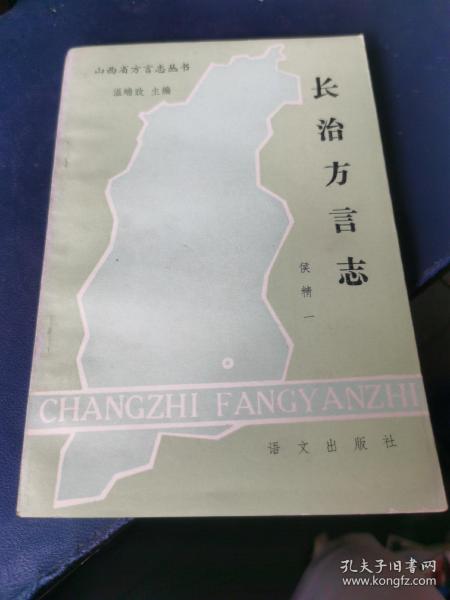 山西省方言志丛书
温端政 主编
长治方言志
侯精一
CHANGZHI FANGYANZHI
语文出版社
孔夫子旧书网
www.kongfz.com